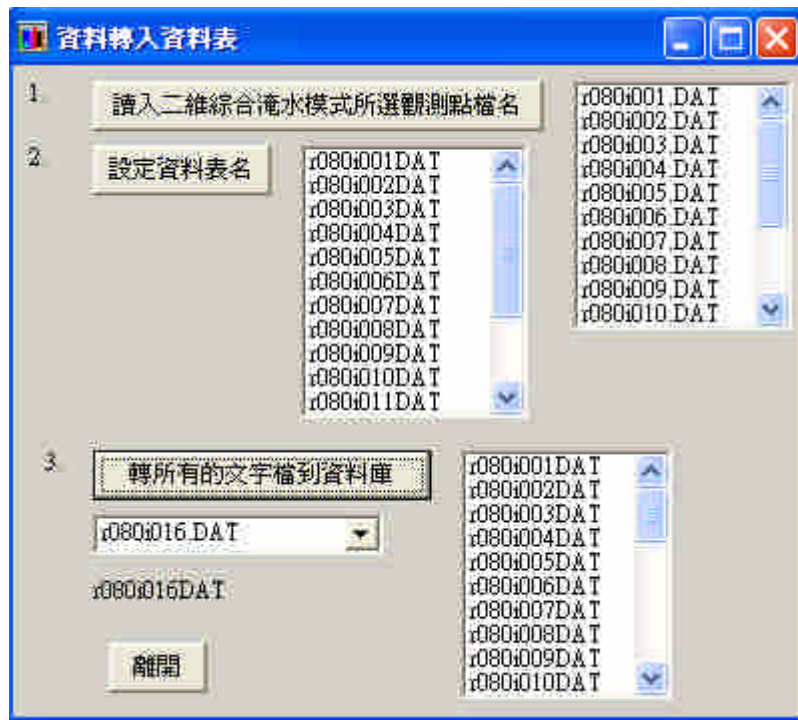 資料轉入資料表
1.
讀入二維綜合淹水模式所選觀測點檔名
r080i001.DAT
r080i002.DAT
r080i003.DAT
r080i004.DAT
r080i005.DAT
r080i006.DAT
r080i007.DAT
r080i008.DAT
r080i009.DAT
r080i010.DAT
2.
設定資料表名
r080i001DAT
r080i002DAT
r080i003DAT
r080i004DAT
r080i005DAT
r080i006DAT
r080i007DAT
r080i008DAT
r080i009DAT
r080i010DAT
r080i011DAT
3.
轉所有的文字檔到資料庫
r080i016.DAT
r080i016DAT
離開
r080i001DAT
r080i002DAT
r080i003DAT
r080i004DAT
r080i005DAT
r080i006DAT
r080i007DAT
r080i008DAT
r080i009DAT
r080i010DAT